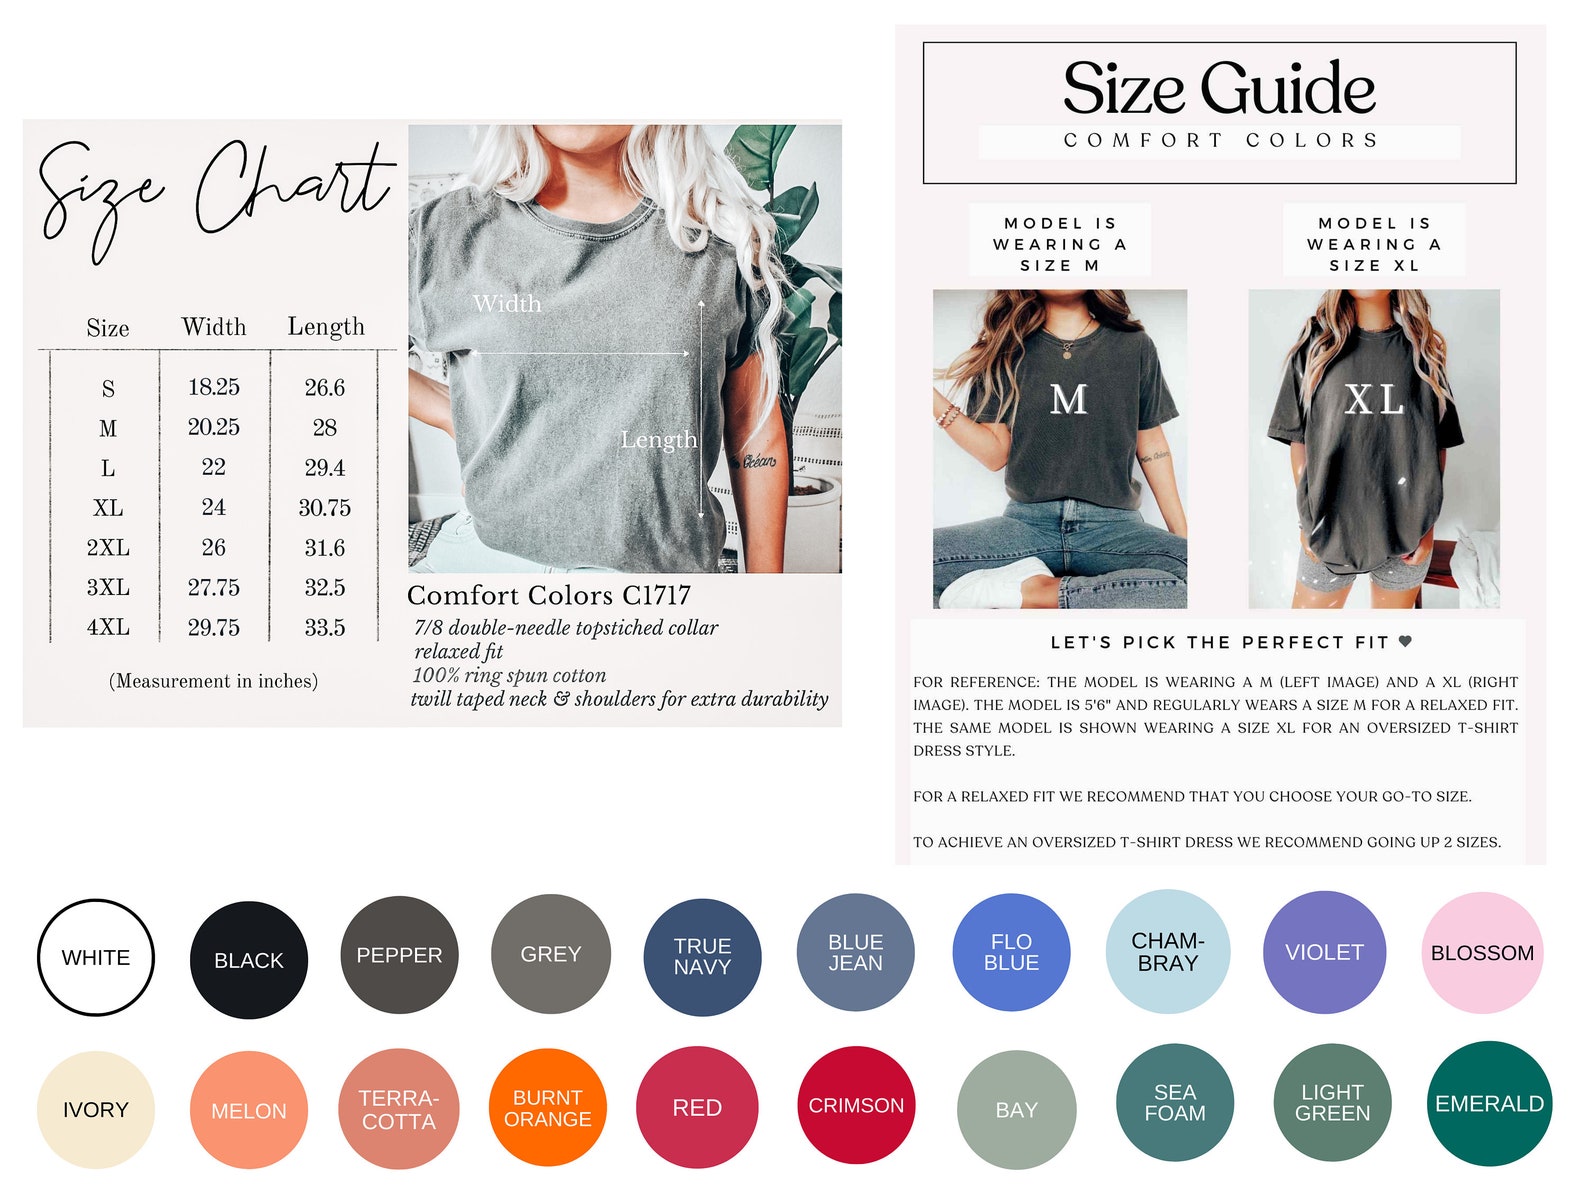 Size Chart
Size Width Length
S 18.25 26.6
M 20.25 28
L 22 29.4
XL 24 30.75
2XL 26 31.6
3XL 27.75 32.5
4XL 29.75 33.5
(Measurement in inches)
Width
Length
Océan
Comfort Colors C1717
7/8 double-needle topstiched collar
relaxed fit
100% ring spun cotton
twill taped neck & shoulders for extra durability
Size Guide
COMFORT COLORS
MODEL IS
WEARING A
SIZE M
MODEL IS
WEARING A
SIZE XL
M
XL
LET'S PICK THE PERFECT FIT ♥
FOR REFERENCE: THE MODEL IS WEARING A M (LEFT IMAGE) AND A XL (RIGHT
IMAGE). THE MODEL IS 5'6" AND REGULARLY WEARS A SIZE M FOR A RELAXED FIT.
THE SAME MODEL IS SHOWN WEARING A SIZE XL FOR AN OVERSIZED T-SHIRT
DRESS STYLE.
FOR A RELAXED FIT WE RECOMMEND THAT YOU CHOOSE YOUR GO-TO SIZE.
TO ACHIEVE AN OVERSIZED T-SHIRT DRESS WE RECOMMEND GOING UP 2 SIZES.
WHITE
BLACK
PEPPER
GREY
TRUE
NAVY
BLUE
JEAN
FLO
BLUE
CHAM-
BRAY
VIOLET
BLOSSOM
IVORY
MELON
TERRA-
COTTA
BURNT
ORANGE
RED
CRIMSON
BAY
SEA
FOAM
LIGHT
GREEN
EMERALD